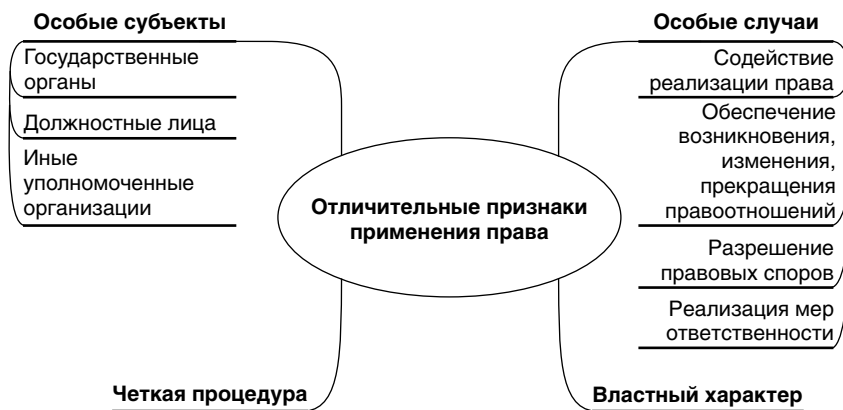 Особые субъекты
Государственные
органы
Должностные лица
Иные
уполномоченные
организации
Особые случаи
Содействие
реализации права
Обеспечение
возникновения,
изменения,
прекращения
правоотношений
Разрешение
правовых споров
Реализация мер
ответственности
Отличительные признаки
применения права
Четкая процедура
Властный характер